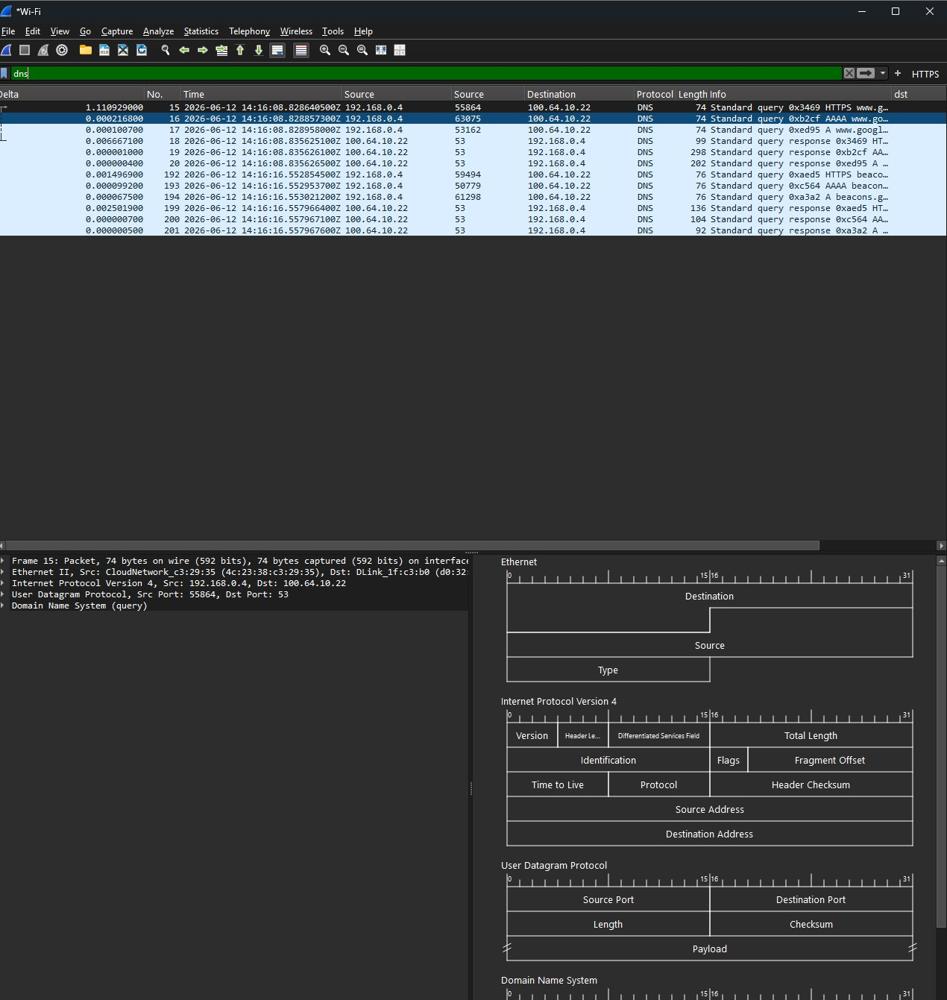 *Wi-Fi
File Edit View Go Capture Analyze Statistics Telephony Wireless Tools Help
dns
HTTPS
Delta No. Time Source Source Destination Protocol Length Info dst
1.110929000 15 2026-06-12 14:16:08.828640500Z 192.168.0.4 55864 100.64.10.22 DNS 74 Standard query 0x3469 HTTPS www.g…
0.000216800 16 2026-06-12 14:16:08.828857300Z 192.168.0.4 63075 100.64.10.22 DNS 74 Standard query 0xb2cf AAAA www.go…
0.000100700 17 2026-06-12 14:16:08.828958000Z 192.168.0.4 53162 100.64.10.22 DNS 74 Standard query 0xed95 A www.googl…
0.006667100 18 2026-06-12 14:16:08.835625100Z 100.64.10.22 53 192.168.0.4 DNS 99 Standard query response 0x3469 HT…
0.000001000 19 2026-06-12 14:16:08.835626100Z 100.64.10.22 53 192.168.0.4 DNS 298 Standard query response 0xb2cf AA…
0.000000400 20 2026-06-12 14:16:08.835626500Z 100.64.10.22 53 192.168.0.4 DNS 202 Standard query response 0xed95 A …
0.001496900 192 2026-06-12 14:16:16.552854500Z 192.168.0.4 59494 100.64.10.22 DNS 76 Standard query 0xaed5 HTTPS beaco…
0.000099200 193 2026-06-12 14:16:16.552953700Z 192.168.0.4 50779 100.64.10.22 DNS 76 Standard query 0xc564 AAAA beacon…
0.000067500 194 2026-06-12 14:16:16.553021200Z 192.168.0.4 61298 100.64.10.22 DNS 76 Standard query 0xa3a2 A beacons.g…
0.002501900 199 2026-06-12 14:16:16.557966400Z 100.64.10.22 53 192.168.0.4 DNS 136 Standard query response 0xaed5 HT…
0.000000700 200 2026-06-12 14:16:16.557967100Z 100.64.10.22 53 192.168.0.4 DNS 104 Standard query response 0xc564 AA…
0.000000500 201 2026-06-12 14:16:16.557967600Z 100.64.10.22 53 192.168.0.4 DNS 92 Standard query response 0xa3a2 A …
Frame 15: Packet, 74 bytes on wire (592 bits), 74 bytes captured (592 bits) on interface
Ethernet II, Src: CloudNetwork_c3:29:35 (4c:23:38:c3:29:35), Dst: DLink_1f:c3:b0 (d0:32:
Internet Protocol Version 4, Src: 192.168.0.4, Dst: 100.64.10.22
User Datagram Protocol, Src Port: 55864, Dst Port: 53
Domain Name System (query)
Ethernet
0 15 16 31
Destination
Source
Type
Internet Protocol Version 4
0 15 16 31
Version Header Le... Differentiated Services Field Total Length
Identification Flags Fragment Offset
Time to Live Protocol Header Checksum
Source Address
Destination Address
User Datagram Protocol
0 15 16 31
Source Port Destination Port
Length Checksum
Payload
Domain Name System
0 15 16 31